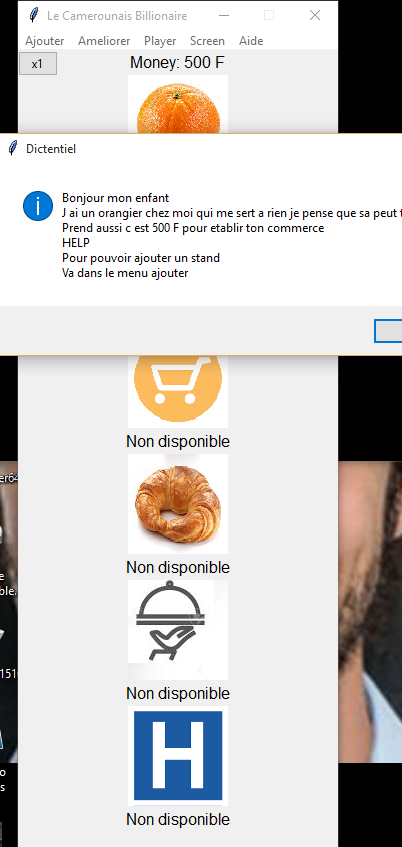 Le Camerounais Billionaire
Ajouter Ameliorer Player Screen Aide
x1
Money: 500 F
Dictentiel
Bonjour mon enfant
J ai un orangier chez moi qui me sert a rien je pense que sa peut
Prend aussi c est 500 F pour etablir ton commerce
HELP
Pour pouvoir ajouter un stand
Va dans le menu ajouter
Non disponible
Non disponible
Non disponible
H
Non disponible